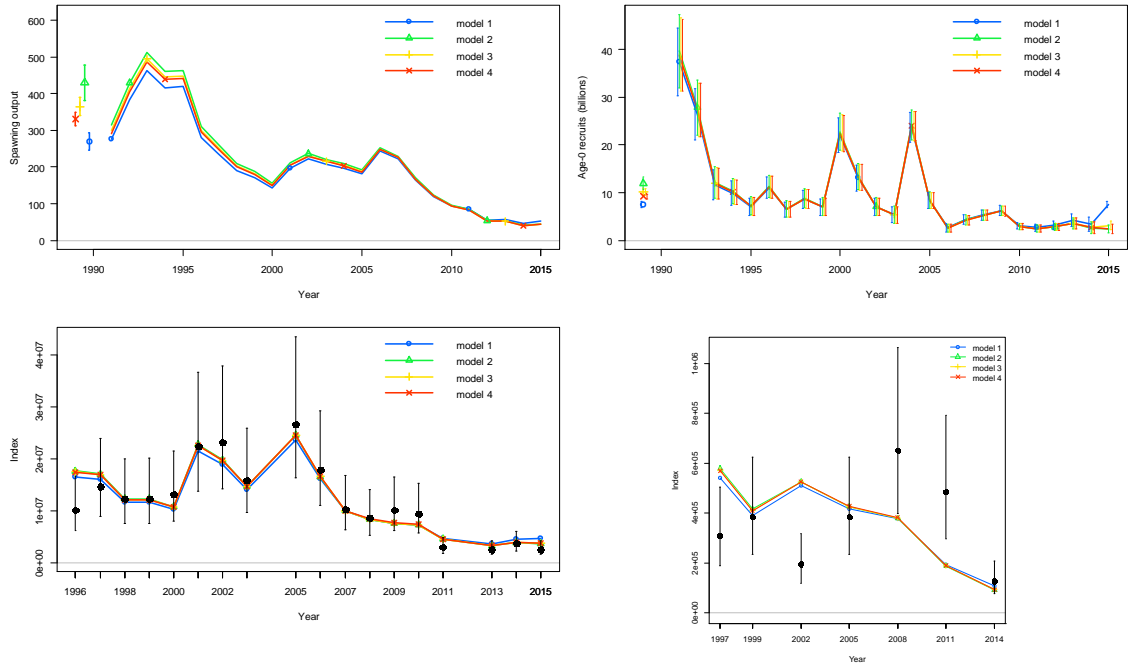 600
500
400
300
200
100
0
Spawning output
model 1
model 2
model 3
model 4
1990
1995
2000
2005
2010
2015
Year
40
30
20
10
0
Age-0 recruits (billions)
model 1
model 2
model 3
model 4
1990
1995
2000
2005
2010
2015
Year
4e+07
3e+07
2e+07
1e+07
0e+00
Index
model 1
model 2
model 3
model 4
1996
1998
2000
2002
2005
2007
2009
2011
2013
2015
Year
1e+06
8e+05
6e+05
4e+05
2e+05
0e+00
Index
model 1
model 2
model 3
model 4
1997
1999
2002
2005
2008
2011
2014
Year